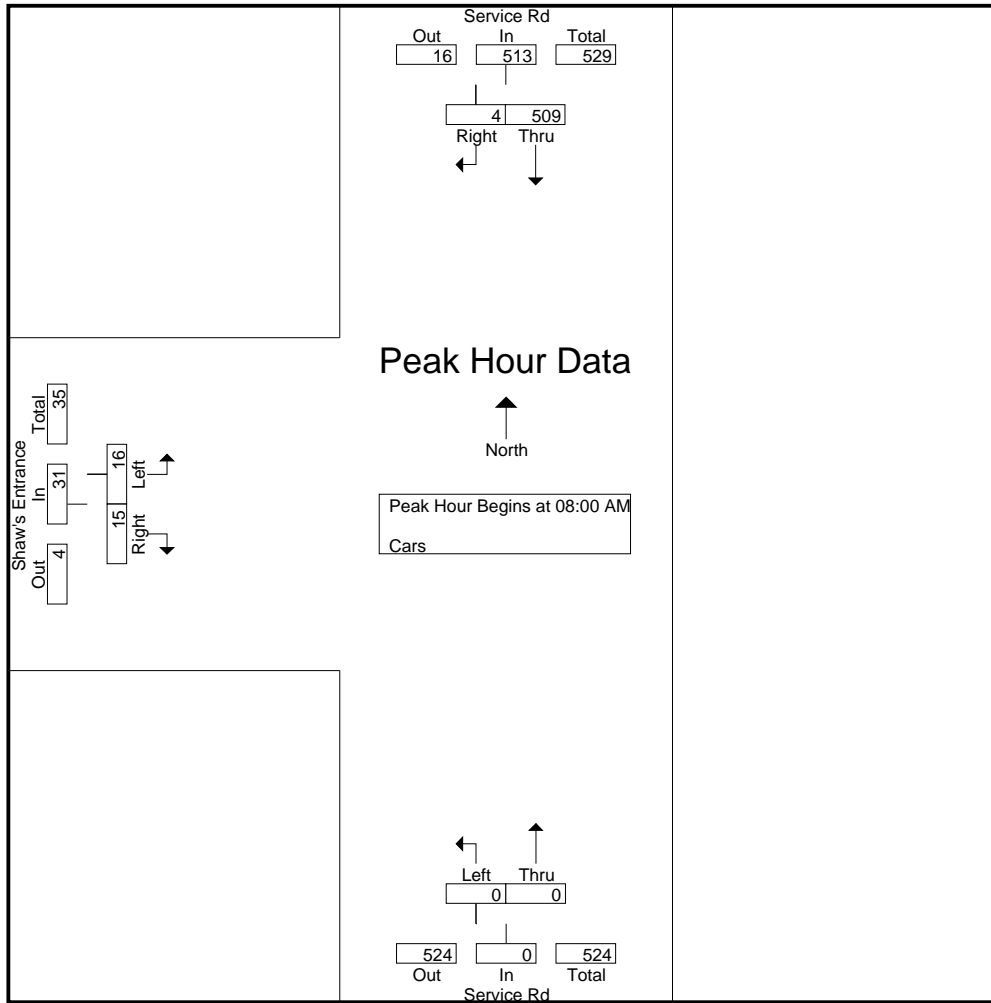 Service Rd
Out In Total
16 513 529
4 509
Right Thru
Peak Hour Data
North
Peak Hour Begins at 08:00 AM
Cars
Shaw's Entrance
Total In Out
35 31 4
16 15
Left Right
Left Thru
0 0
524 0 524
Out In Total
Service Rd